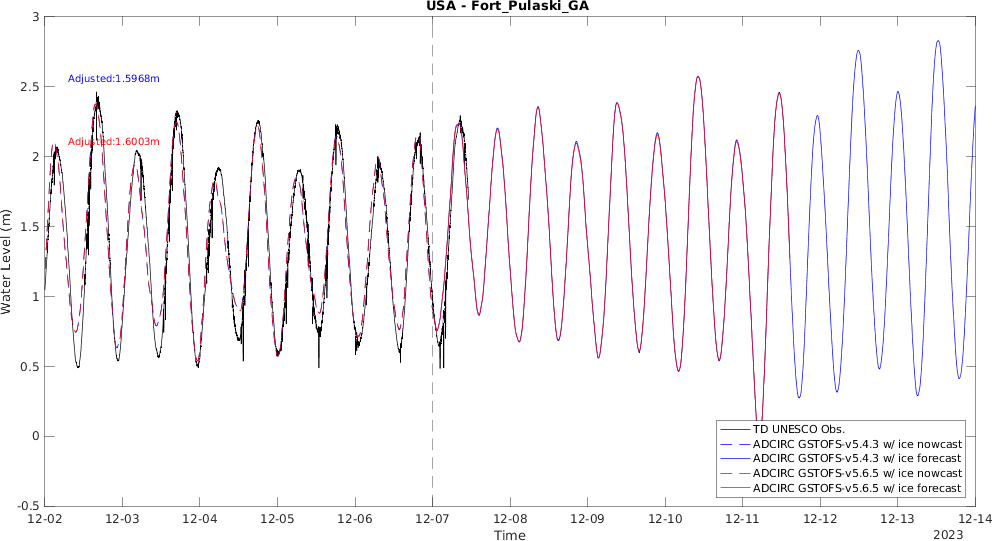 USA - Fort_Pulaski_GA
3
2.5
2
1.5
1
0.5
0
-0.5
Water Level (m)
Adjusted:1.5968m
Adjusted:1.6003m
TD UNESCO Obs.
ADCIRC GSTOFS-v5.4.3 w/ ice nowcast
ADCIRC GSTOFS-v5.4.3 w/ ice forecast
ADCIRC GSTOFS-v5.6.5 w/ ice nowcast
ADCIRC GSTOFS-v5.6.5 w/ ice forecast
12-02 12-03 12-04 12-05 12-06 12-07 12-08 12-09 12-10 12-11 12-12 12-13 12-14
Time
2023